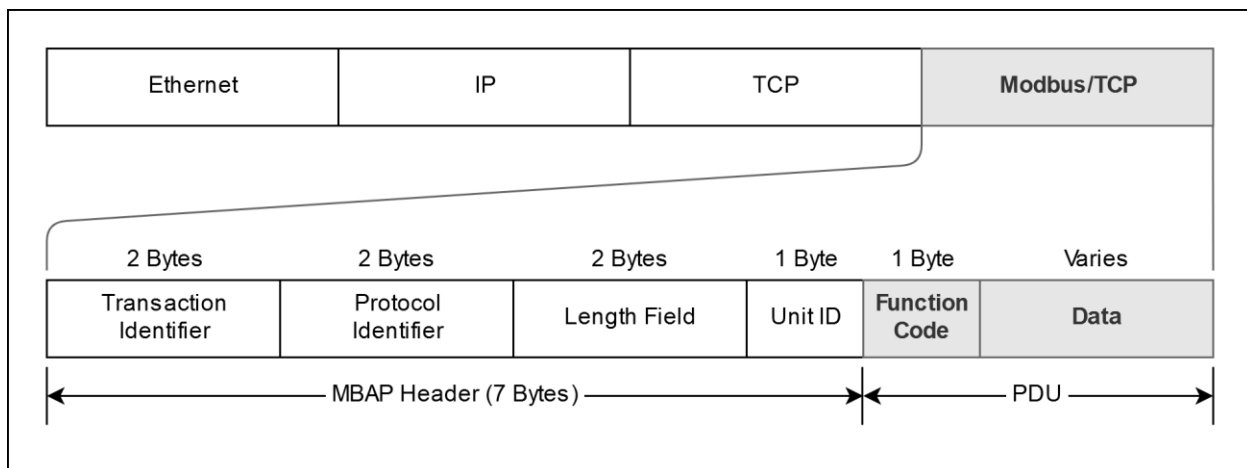 Ethernet IP TCP Modbus/TCP
2 Bytes 2 Bytes 2 Bytes 1 Byte 1 Byte Varies
Transaction Identifier Protocol Identifier Length Field Unit ID Function Code Data
MBAP Header (7 Bytes) PDU